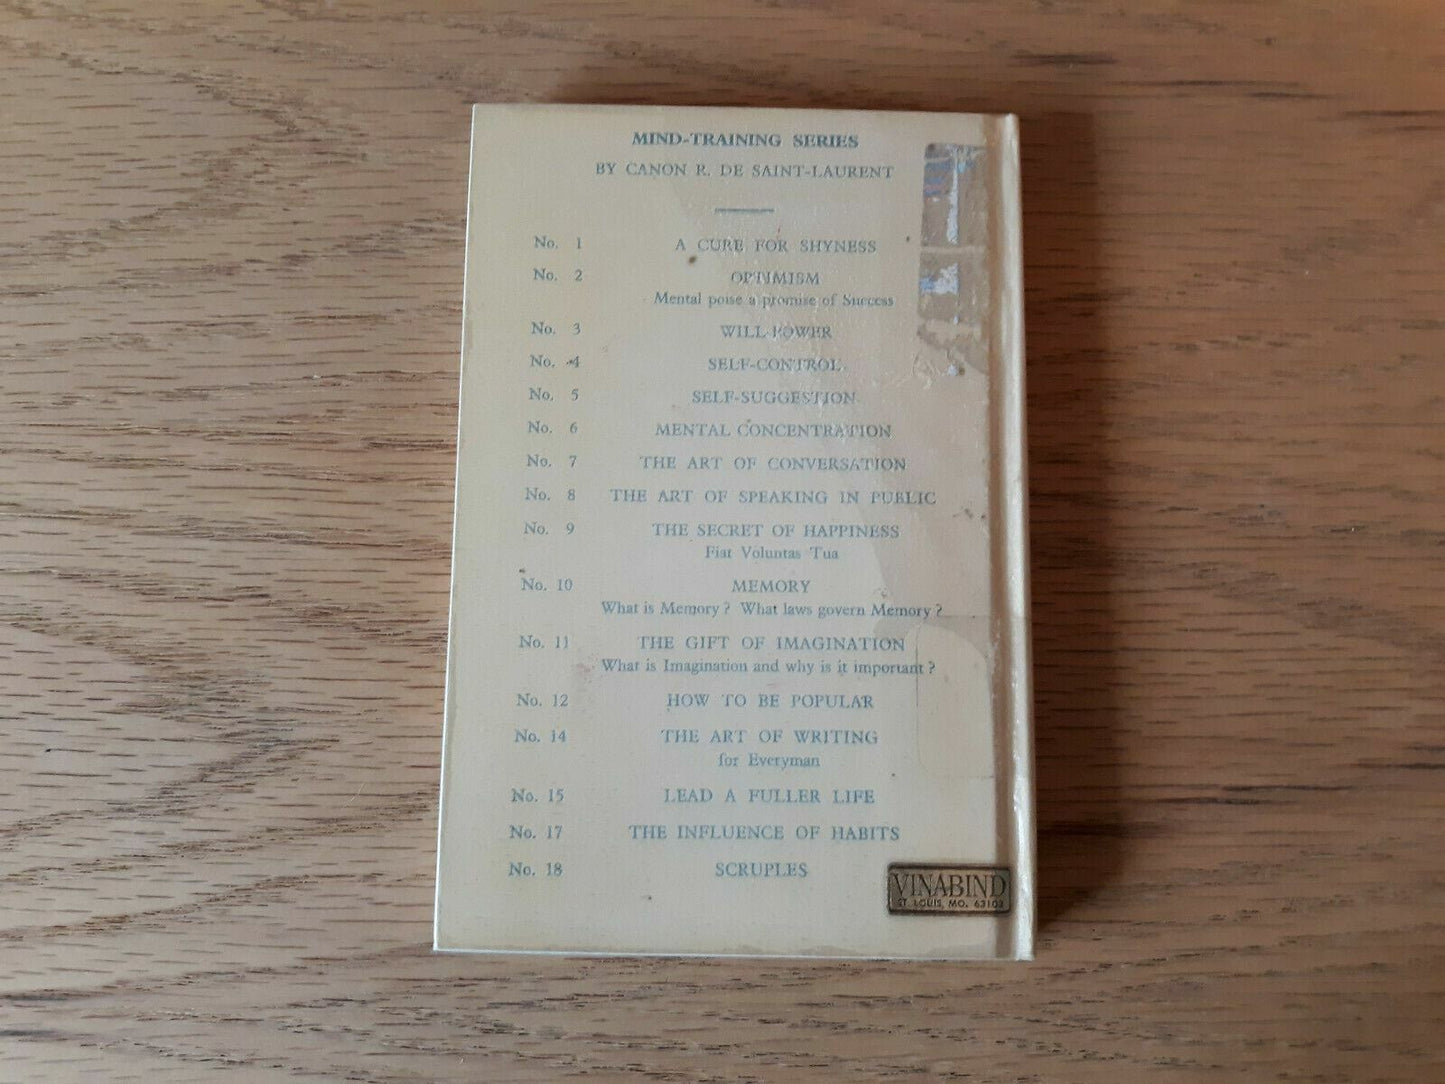 MIND-TRAINING SERIES
BY CANON R. DE SAINT-LAURENT
No. 1 A CURE FOR SHYNESS
No. 2 OPTIMISM
Mental poise a promise of Success
No. 3 WILL-POWER
No. 4 SELF-CONTROL
No. 5 SELF-SUGGESTION
No. 6 MENTAL CONCENTRATION
No. 7 THE ART OF CONVERSATION
No. 8 THE ART OF SPEAKING IN PUBLIC
No. 9 THE SECRET OF HAPPINESS
Fiat Voluntas Tua
No. 10 MEMORY
What is Memory? What laws govern Memory?
No. 11 THE GIFT OF IMAGINATION
What is Imagination and why is it important?
No. 12 HOW TO BE POPULAR
No. 14 THE ART OF WRITING
for Everyman
No. 15 LEAD A FULLER LIFE
No. 17 THE INFLUENCE OF HABITS
No. 18 SCRUPLES
VINABIND
ST. LOUIS, MO. 63103